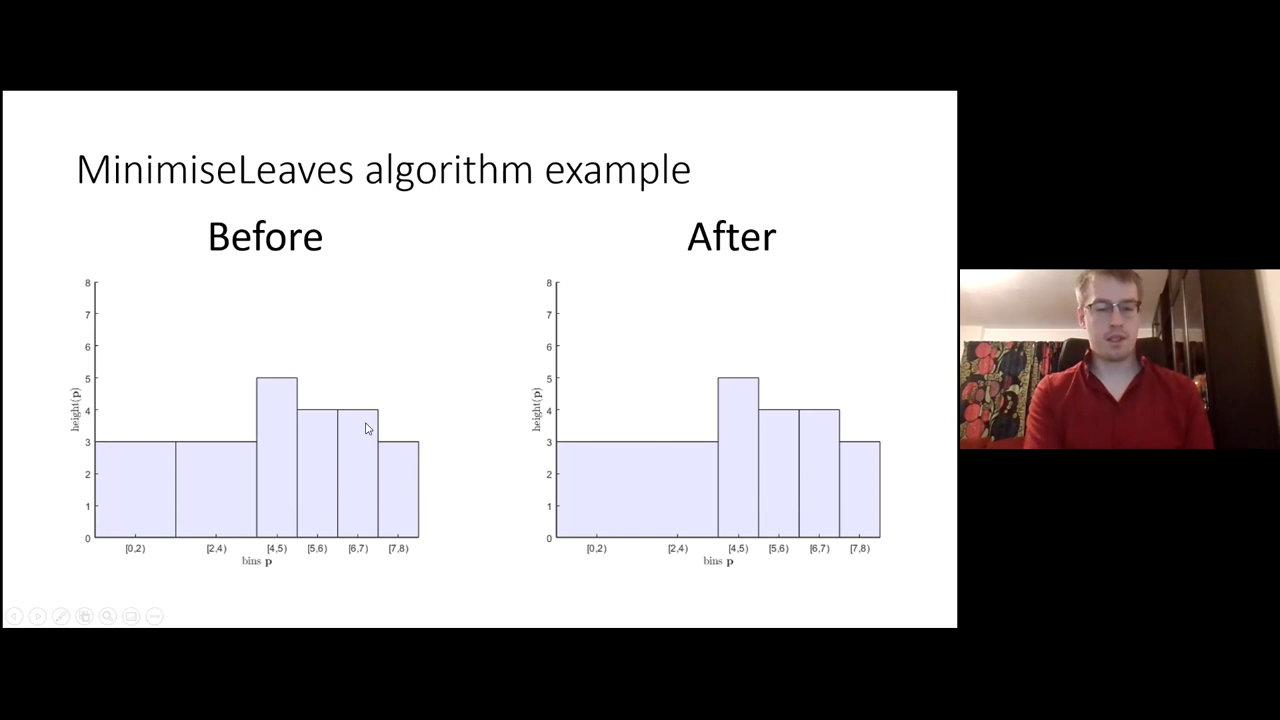 MinimiseLeaves algorithm example
Before
After
8
7
6
5
4
3
2
1
0
height(p)
[0,2) [2,4) [4,5) [5,6) [6,7) [7,8)
bins p
8
7
6
5
4
3
2
1
0
height(p)
[0,2) [2,4) [4,5) [5,6) [6,7) [7,8)
bins p